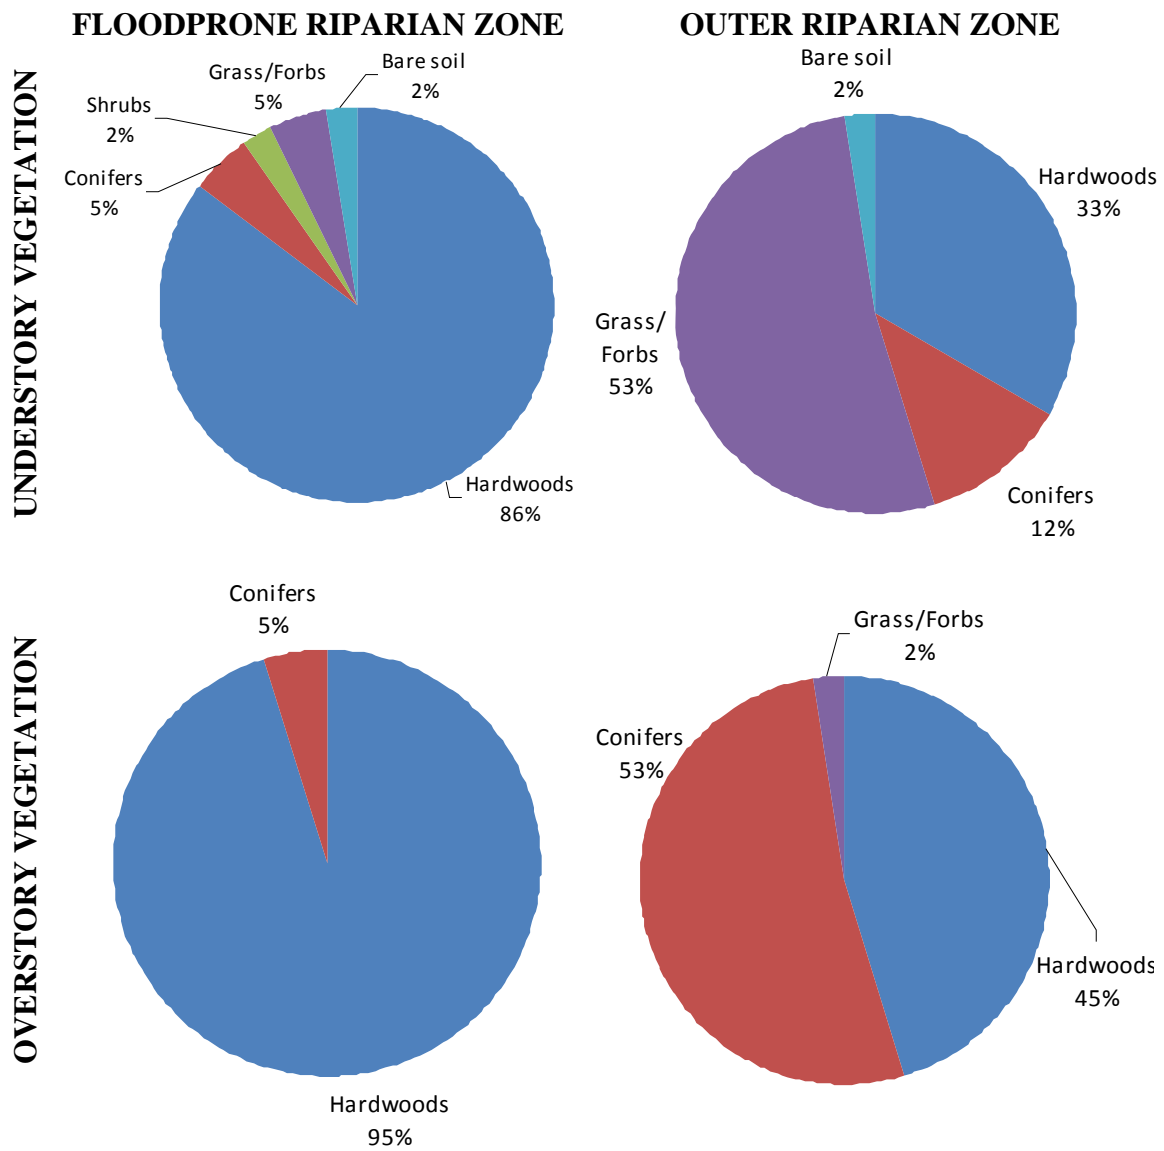 FLOODPRONE RIPARIAN ZONE
OUTER RIPARIAN ZONE
UNDERSTORY VEGETATION
Bare soil
2%
Grass/Forbs
5%
Shrubs
2%
Conifers
5%
Hardwoods
86%
Bare soil
2%
Hardwoods
33%
Grass/
Forbs
53%
Conifers
12%
OVERSTORY VEGETATION
Conifers
5%
Hardwoods
95%
Grass/Forbs
2%
Conifers
53%
Hardwoods
45%